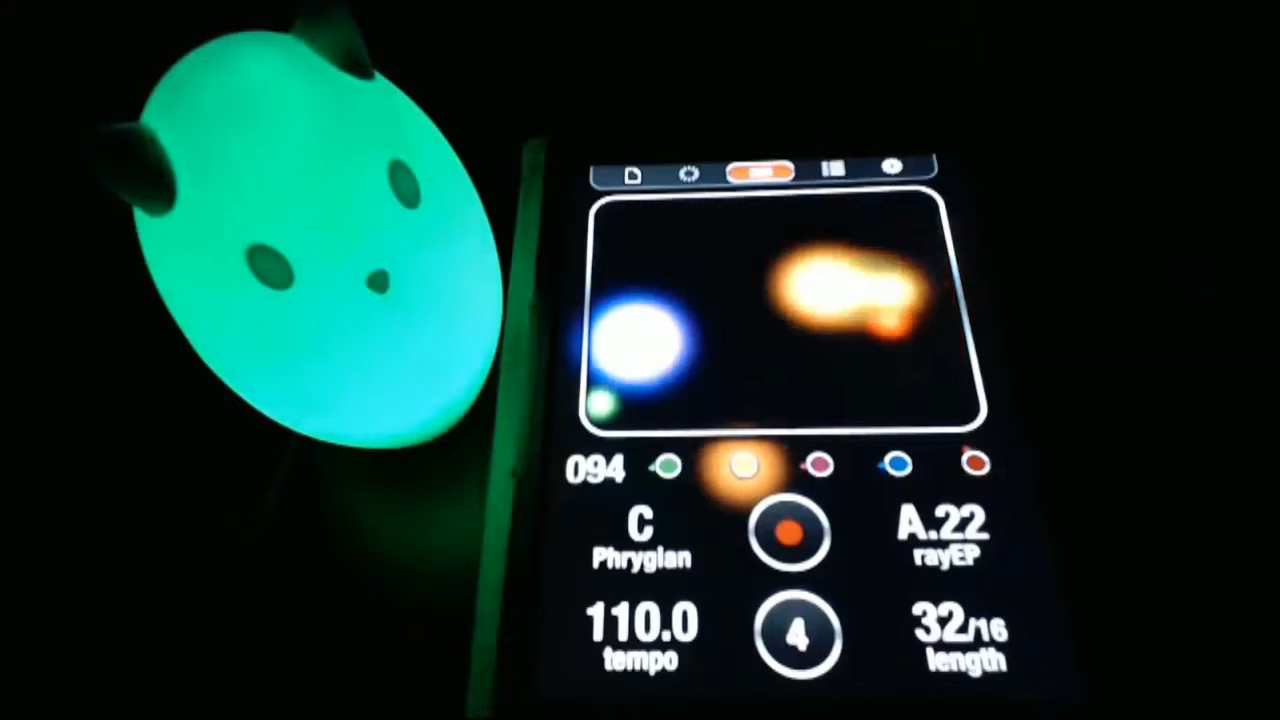 094
C
Phrygian
A.22
rayEP
110.0
tempo
4
32/16
length